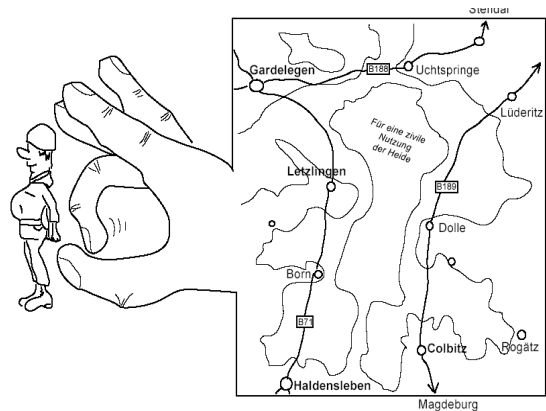 Stendal
Gardelegen
B188
Uchtspringe
Lüderitz
Für eine zivile
Nutzung
der Heide
Letzlingen
B189
Dolle
Born
B71
Colbitz
Rogätz
Haldensleben
Magdeburg